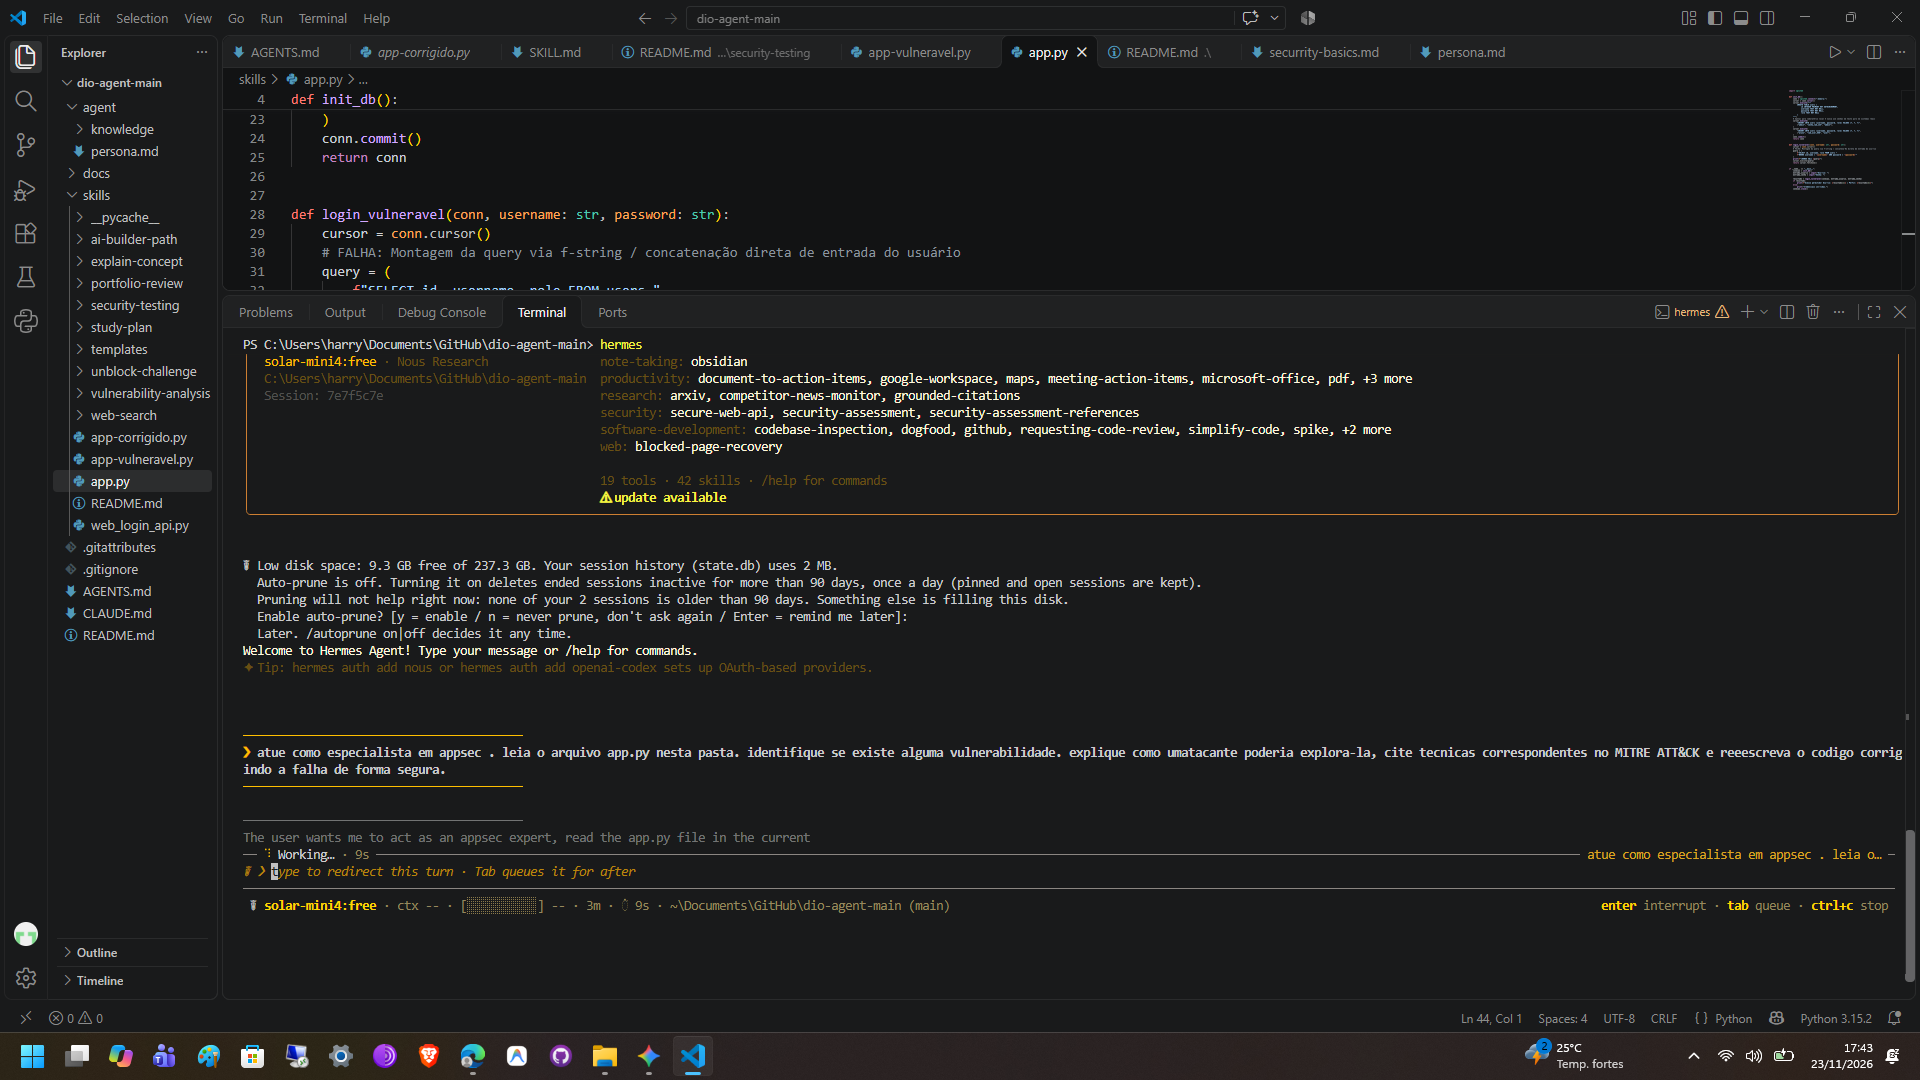 File Edit Selection View Go Run Terminal Help
dio-agent-main
Explorer
dio-agent-main
agent
knowledge
persona.md
docs
skills
__pycache__
ai-builder-path
explain-concept
portfolio-review
security-testing
study-plan
templates
unblock-challenge
vulnerability-analysis
web-search
app-corrigido.py
app-vulneravel.py
app.py
README.md
web_login_api.py
.gitattributes
.gitignore
AGENTS.md
CLAUDE.md
README.md
Outline
Timeline
AGENTS.md app-corrigido.py SKILL.md README.md ...\security-testing app-vulneravel.py app.py README.md .\ securrity-basics.md persona.md
skills > app.py > ...
4 def init_db():
23 )
24 conn.commit()
25 return conn
26
27
28 def login_vulneravel(conn, username: str, password: str):
29 cursor = conn.cursor()
30 # FALHA: Montagem da query via f-string / concatenação direta de entrada do usuário
31 query = (
32 f"SELECT id, username, role FROM users "
Problems Output Debug Console Terminal Ports
hermes
PS C:\Users\harry\Documents\GitHub\dio-agent-main> hermes
solar-mini4:free · Nous Research note-taking: obsidian
C:\Users\harry\Documents\GitHub\dio-agent-main productivity: document-to-action-items, google-workspace, maps, meeting-action-items, microsoft-office, pdf, +3 more
Session: 7e7f5c7e research: arxiv, competitor-news-monitor, grounded-citations
security: secure-web-api, security-assessment, security-assessment-references
software-development: codebase-inspection, dogfood, github, requesting-code-review, simplify-code, spike, +2 more
web: blocked-page-recovery
19 tools · 42 skills · /help for commands
⚠update available
Low disk space: 9.3 GB free of 237.3 GB. Your session history (state.db) uses 2 MB.
Auto-prune is off. Turning it on deletes ended sessions inactive for more than 90 days, once a day (pinned and open sessions are kept).
Pruning will not help right now: none of your 2 sessions is older than 90 days. Something else is filling this disk.
Enable auto-prune? [y = enable / n = never prune, don't ask again / Enter = remind me later]:
Later. /autoprune on|off decides it any time.
Welcome to Hermes Agent! Type your message or /help for commands.
✦ Tip: hermes auth add nous or hermes auth add openai-codex sets up OAuth-based providers.
❯ atue como especialista em appsec . leia o arquivo app.py nesta pasta. identifique se existe alguma vulnerabilidade. explique como umatacante poderia explora-la, cite tecnicas correspondentes no MITRE ATT&CK e reeescreva o codigo corrig
indo a falha de forma segura.
The user wants me to act as an appsec expert, read the app.py file in the current
Working… · 9s atue como especialista em appsec . leia o…
❯ type to redirect this turn · Tab queues it for after
solar-mini4:free · ctx -- · [] -- · 3m · 9s · ~\Documents\GitHub\dio-agent-main (main) enter interrupt · tab queue · ctrl+c stop
0 0
Ln 44, Col 1 Spaces: 4 UTF-8 CRLF { } Python Python 3.15.2
2
25°C
Temp. fortes
17:43
23/11/2026